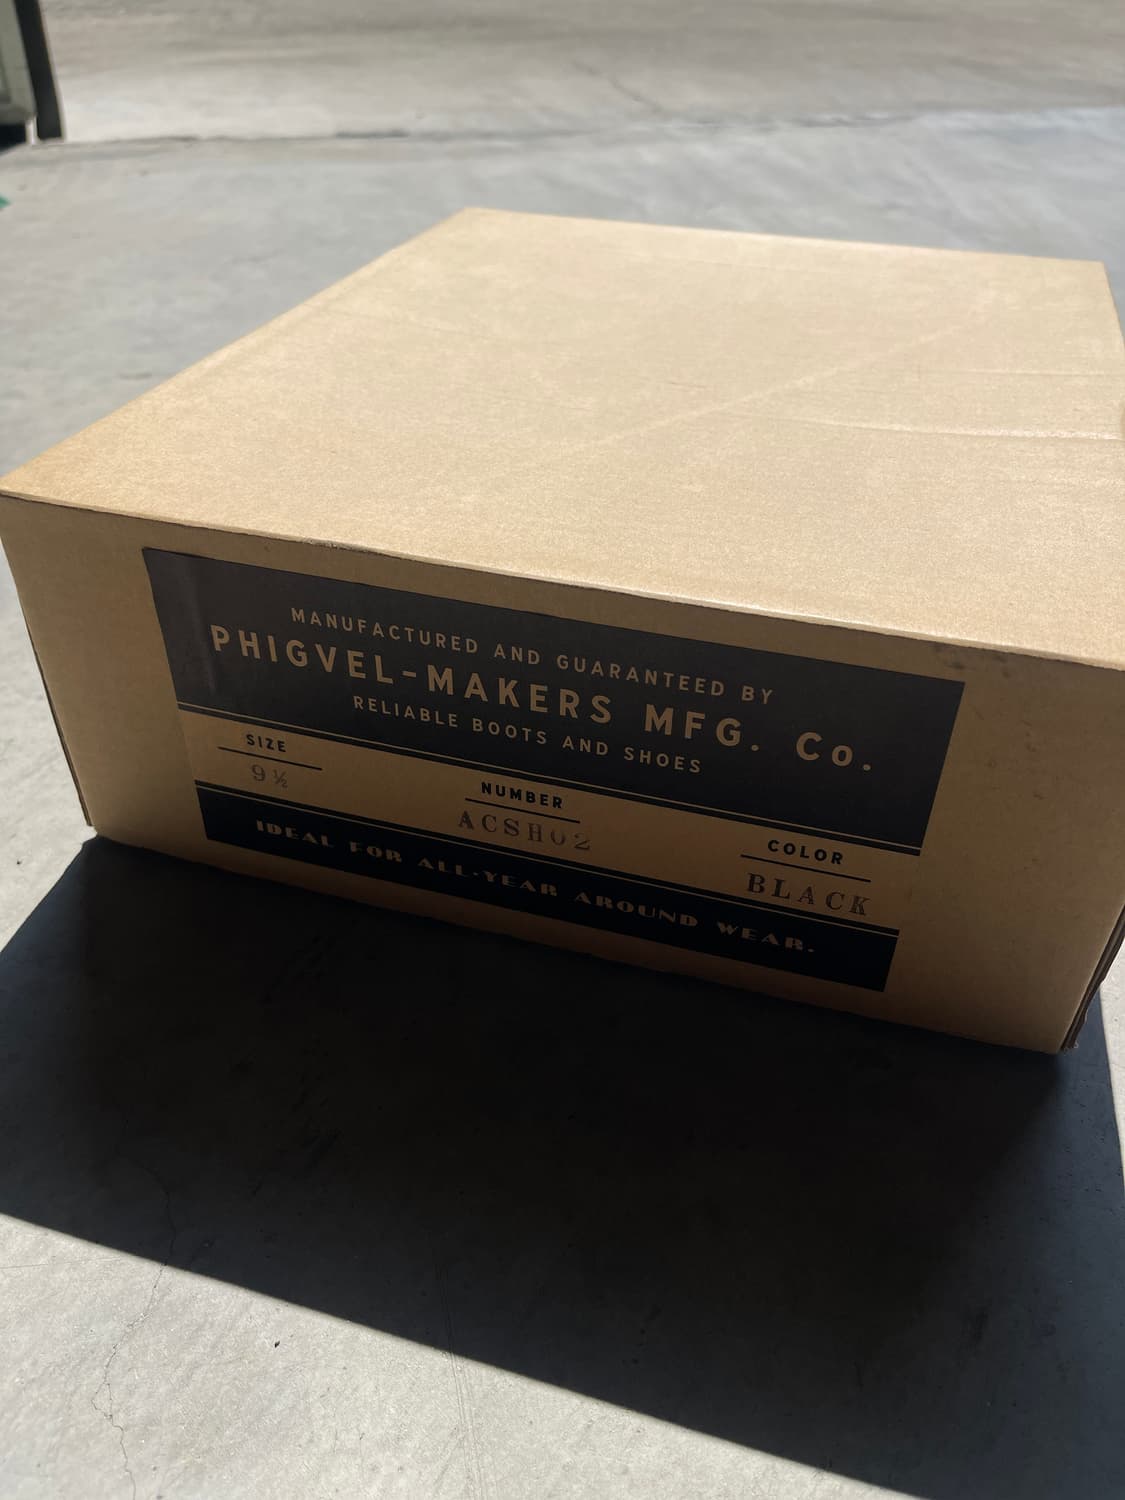 MANUFACTURED AND GUARANTEED BY
PHIGVEL-MAKERS MFG. Co.
RELIABLE BOOTS AND SHOES
SIZE
9½
NUMBER
ACSH02
COLOR
BLACK
IDEAL FOR ALL-YEAR AROUND WEAR.